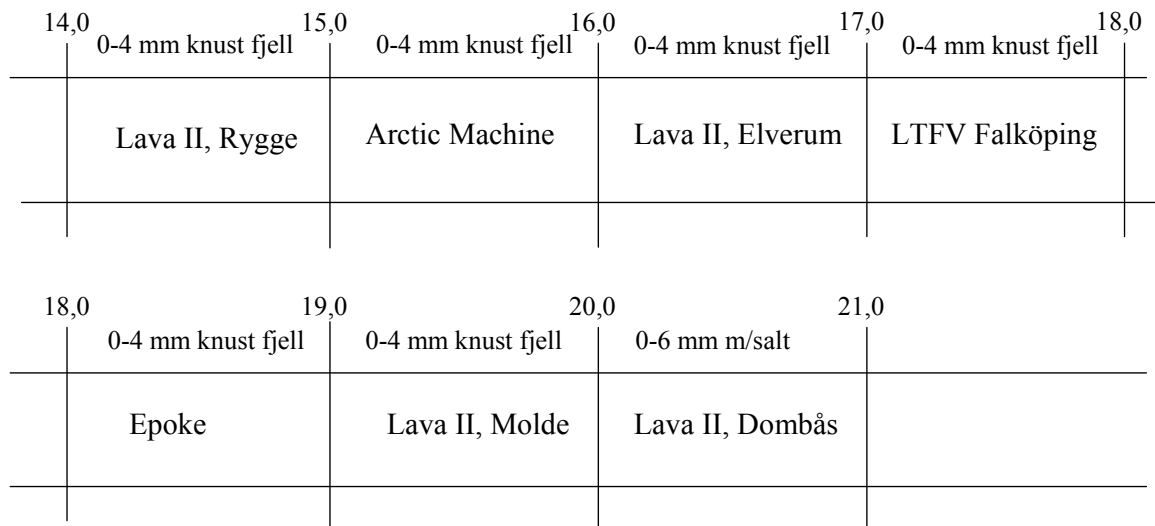 14,0 15,0 16,0 17,0 18,0
0-4 mm knust fjell 0-4 mm knust fjell 0-4 mm knust fjell 0-4 mm knust fjell
Lava II, Rygge Arctic Machine Lava II, Elverum LTFV Falköping
18,0 19,0 20,0 21,0
0-4 mm knust fjell 0-4 mm knust fjell 0-6 mm m/salt
Epoke Lava II, Molde Lava II, Dombås